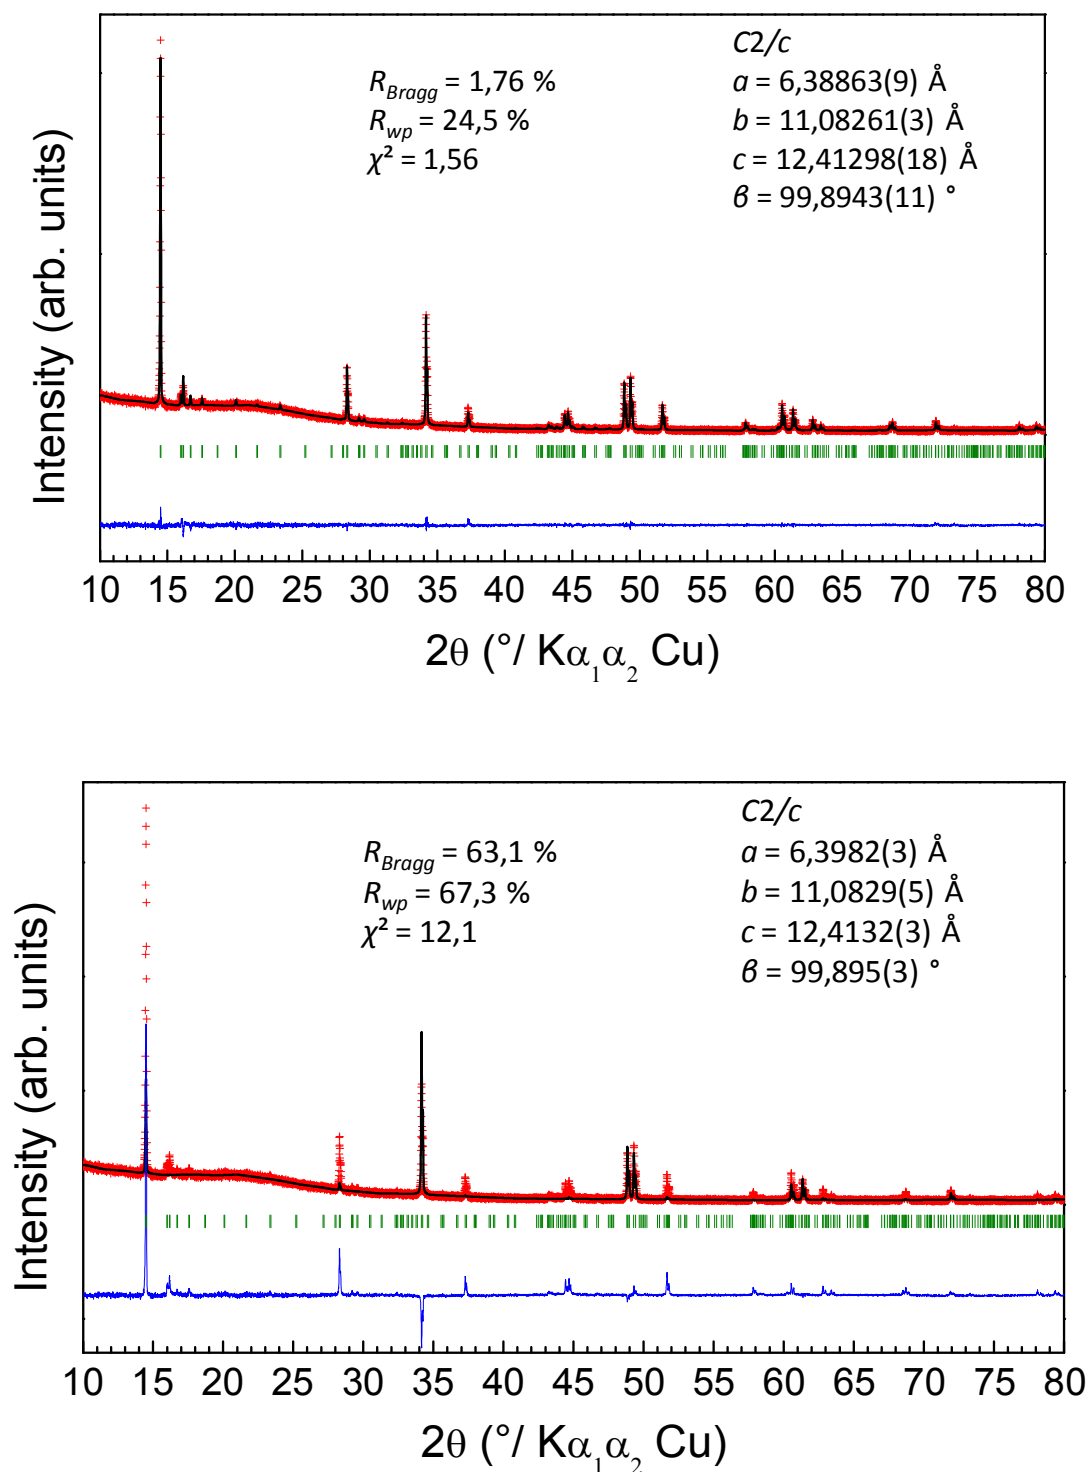 Intensity (arb. units)
R_Bragg = 1,76 %
R_wp = 24,5 %
χ² = 1,56
C2/c
a = 6,38863(9) Å
b = 11,08261(3) Å
c = 12,41298(18) Å
β = 99,8943(11) °
10 15 20 25 30 35 40 45 50 55 60 65 70 75 80
2θ (°/ Kα₁α₂ Cu)
Intensity (arb. units)
R_Bragg = 63,1 %
R_wp = 67,3 %
χ² = 12,1
C2/c
a = 6,3982(3) Å
b = 11,0829(5) Å
c = 12,4132(3) Å
β = 99,895(3) °
10 15 20 25 30 35 40 45 50 55 60 65 70 75 80
2θ (°/ Kα₁α₂ Cu)